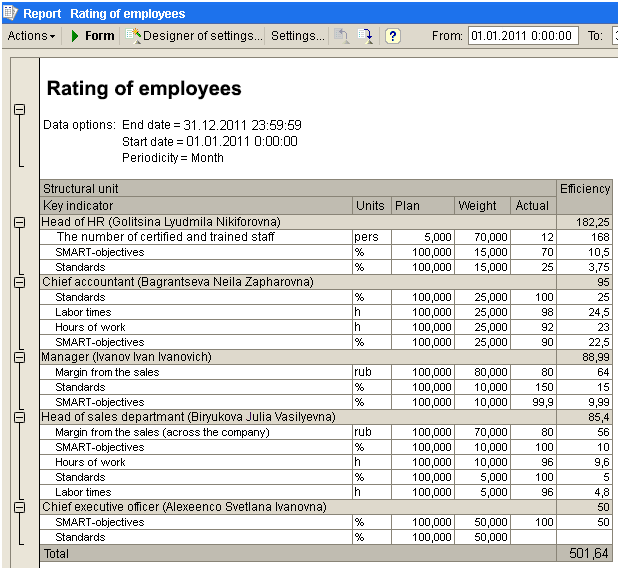 Report Rating of employees
Actions Form Designer of settings... Settings... From: 01.01.2011 0:00:00 To:
Rating of employees
Data options: End date = 31.12.2011 23:59:59
Start date = 01.01.2011 0:00:00
Periodicity = Month
Structural unit Efficiency
Key indicator Units Plan Weight Actual
Head of HR (Golitsina Lyudmila Nikiforovna) 182,25
The number of certified and trained staff pers 5,000 70,000 12 168
SMART-objectives % 100,000 15,000 70 10,5
Standards % 100,000 15,000 25 3,75
Chief accountant (Bagrantseva Neila Zapharovna) 95
Standards % 100,000 25,000 100 25
Labor times h 100,000 25,000 98 24,5
Hours of work h 100,000 25,000 92 23
SMART-objectives % 100,000 25,000 90 22,5
Manager (Ivanov Ivan Ivanovich) 88,99
Margin from the sales rub 100,000 80,000 80 64
Standards % 100,000 10,000 150 15
SMART-objectives % 100,000 10,000 99,9 9,99
Head of sales departmant (Biryukova Julia Vasilyevna) 85,4
Margin from the sales (across the company) rub 100,000 70,000 80 56
SMART-objectives % 100,000 10,000 100 10
Hours of work h 100,000 10,000 96 9,6
Standards % 100,000 5,000 100 5
Labor times h 100,000 5,000 96 4,8
Chief executive officer (Alexeenco Svetlana Ivanovna) 50
SMART-objectives % 100,000 50,000 100 50
Standards % 100,000 50,000
Total 501,64